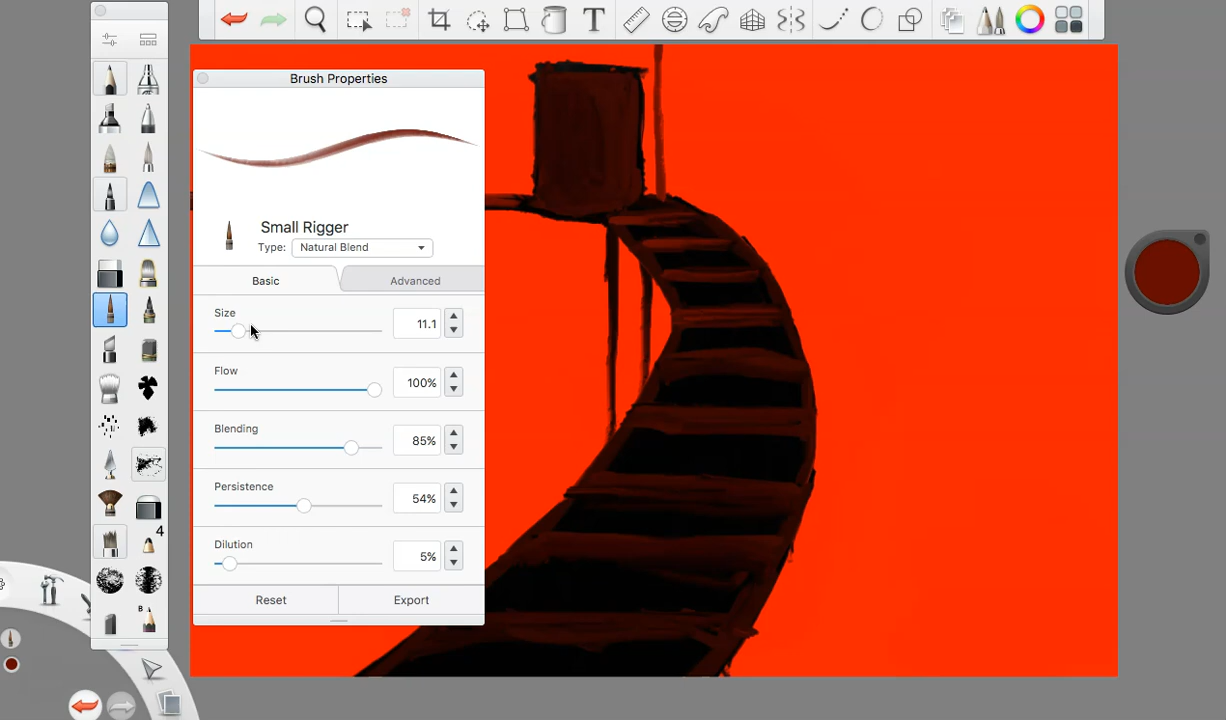 T
Brush Properties
Small Rigger
Type: Natural Blend
Basic Advanced
Size
11.1
Flow
100%
Blending
85%
Persistence
54%
4
Dilution
5%
Reset Export
B